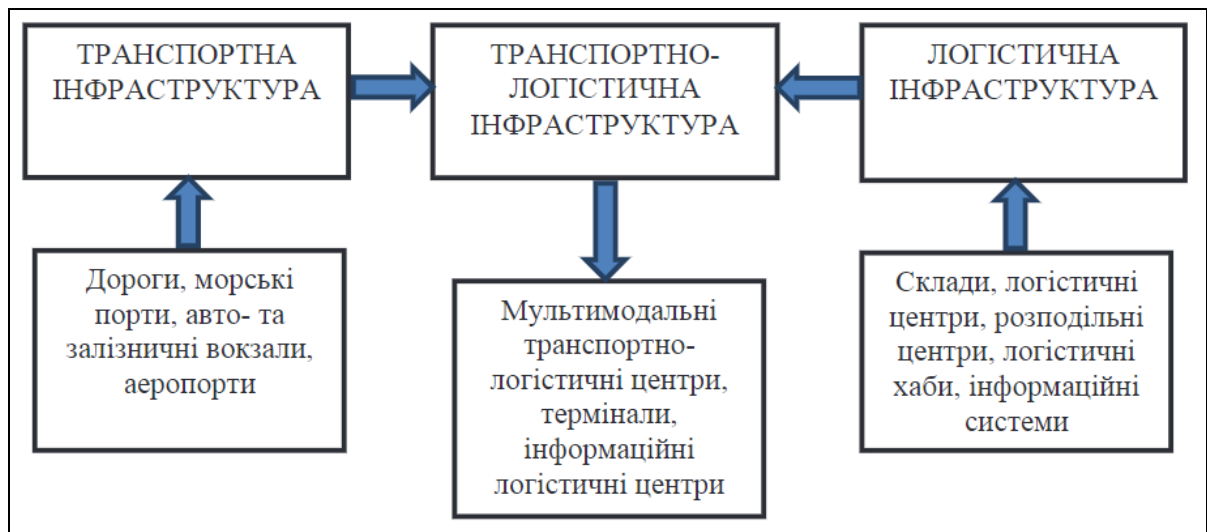 ТРАНСПОРТНА
ІНФРАСТРУКТУРА
ТРАНСПОРТНО-
ЛОГІСТИЧНА
ІНФРАСТРУКТУРА
ЛОГІСТИЧНА
ІНФРАСТРУКТУРА
Дороги, морські
порти, авто- та
залізничні вокзали,
аеропорти
Мультимодальні
транспортно-
логістичні центри,
термінали,
інформаційні
логістичні центри
Склади, логістичні
центри, розподільні
центри, логістичні
хаби, інформаційні
системи